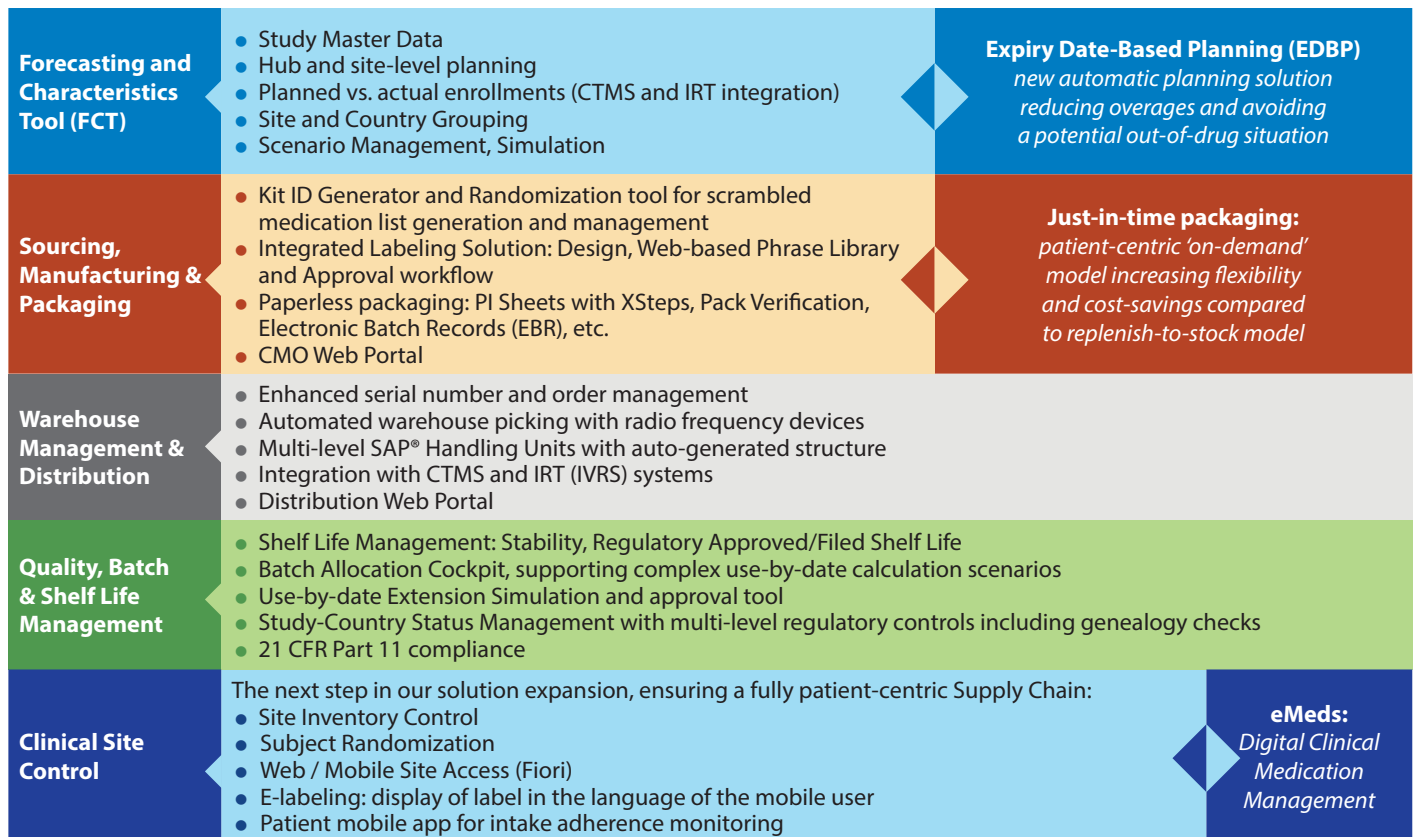 Forecasting and
Characteristics
Tool (FCT)
● Study Master Data
● Hub and site-level planning
● Planned vs. actual enrollments (CTMS and IRT integration)
● Site and Country Grouping
● Scenario Management, Simulation
Expiry Date-Based Planning (EDBP)
new automatic planning solution
reducing overages and avoiding
a potential out-of-drug situation
Sourcing,
Manufacturing &
Packaging
● Kit ID Generator and Randomization tool for scrambled
medication list generation and management
● Integrated Labeling Solution: Design, Web-based Phrase Library
and Approval workflow
● Paperless packaging: PI Sheets with XSteps, Pack Verification,
Electronic Batch Records (EBR), etc.
● CMO Web Portal
Just-in-time packaging:
patient-centric ‘on-demand’
model increasing flexibility
and cost-savings compared
to replenish-to-stock model
Warehouse
Management &
Distribution
● Enhanced serial number and order management
● Automated warehouse picking with radio frequency devices
● Multi-level SAP® Handling Units with auto-generated structure
● Integration with CTMS and IRT (IVRS) systems
● Distribution Web Portal
Quality, Batch
& Shelf Life
Management
● Shelf Life Management: Stability, Regulatory Approved/Filed Shelf Life
● Batch Allocation Cockpit, supporting complex use-by-date calculation scenarios
● Use-by-date Extension Simulation and approval tool
● Study-Country Status Management with multi-level regulatory controls including genealogy checks
● 21 CFR Part 11 compliance
Clinical Site
Control
The next step in our solution expansion, ensuring a fully patient-centric Supply Chain:
● Site Inventory Control
● Subject Randomization
● Web / Mobile Site Access (Fiori)
● E-labeling: display of label in the language of the mobile user
● Patient mobile app for intake adherence monitoring
eMeds:
Digital Clinical
Medication
Management